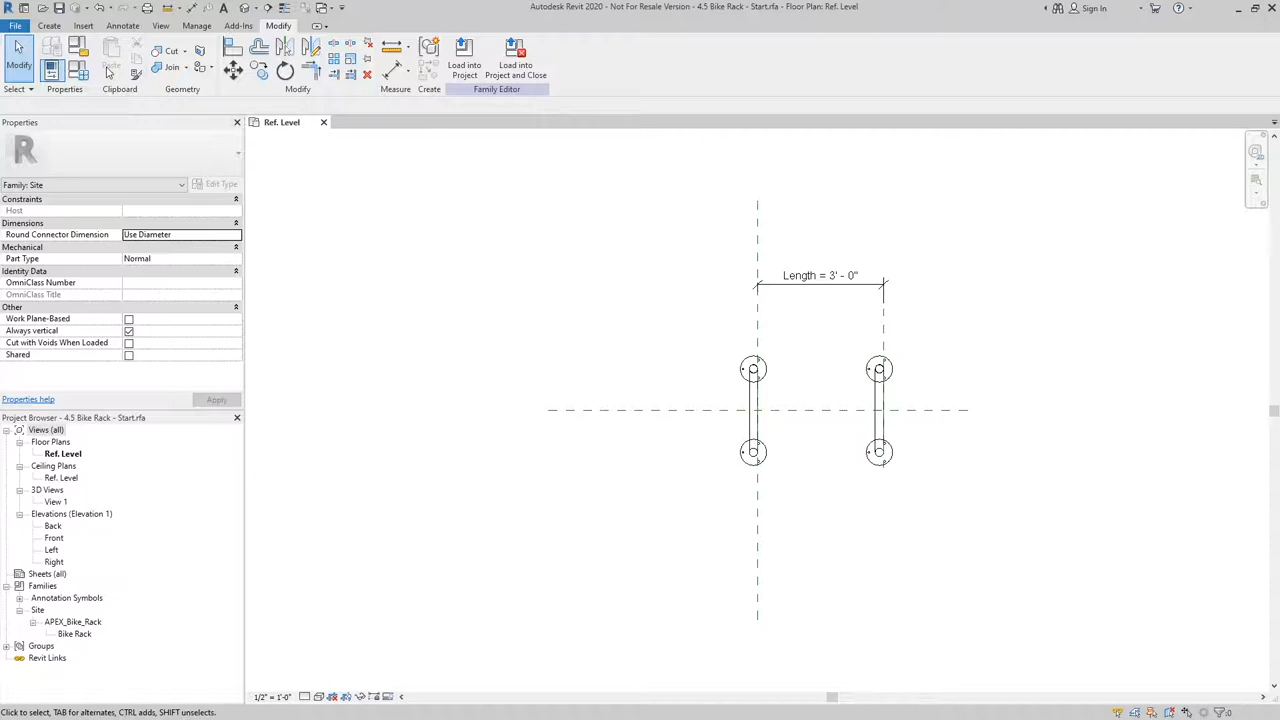 Autodesk Revit 2020 - Not For Resale Version - 4.5 Bike Rack - Start.rfa - Floor Plan: Ref. Level
Sign In
File Create Insert Annotate View Manage Add-Ins Modify
Modify Paste Cut Join Load into Project Load into Project and Close
Select Properties Clipboard Geometry Modify Measure Create Family Editor
Properties
Ref. Level
R
Family: Site Edit Type
Constraints
Host
Dimensions
Round Connector Dimension Use Diameter
Mechanical
Part Type Normal
Identity Data
OmniClass Number
OmniClass Title
Other
Work Plane-Based
Always vertical
Cut with Voids When Loaded
Shared
Properties help Apply
Project Browser - 4.5 Bike Rack - Start.rfa
Views (all)
Floor Plans
Ref. Level
Ceiling Plans
Ref. Level
3D Views
View 1
Elevations (Elevation 1)
Back
Front
Left
Right
Sheets (all)
Families
Annotation Symbols
Site
APEX_Bike_Rack
Bike Rack
Groups
Revit Links
Length = 3' - 0"
1/2" = 1'-0"
Click to select, TAB for alternates, CTRL adds, SHIFT unselects.
:0